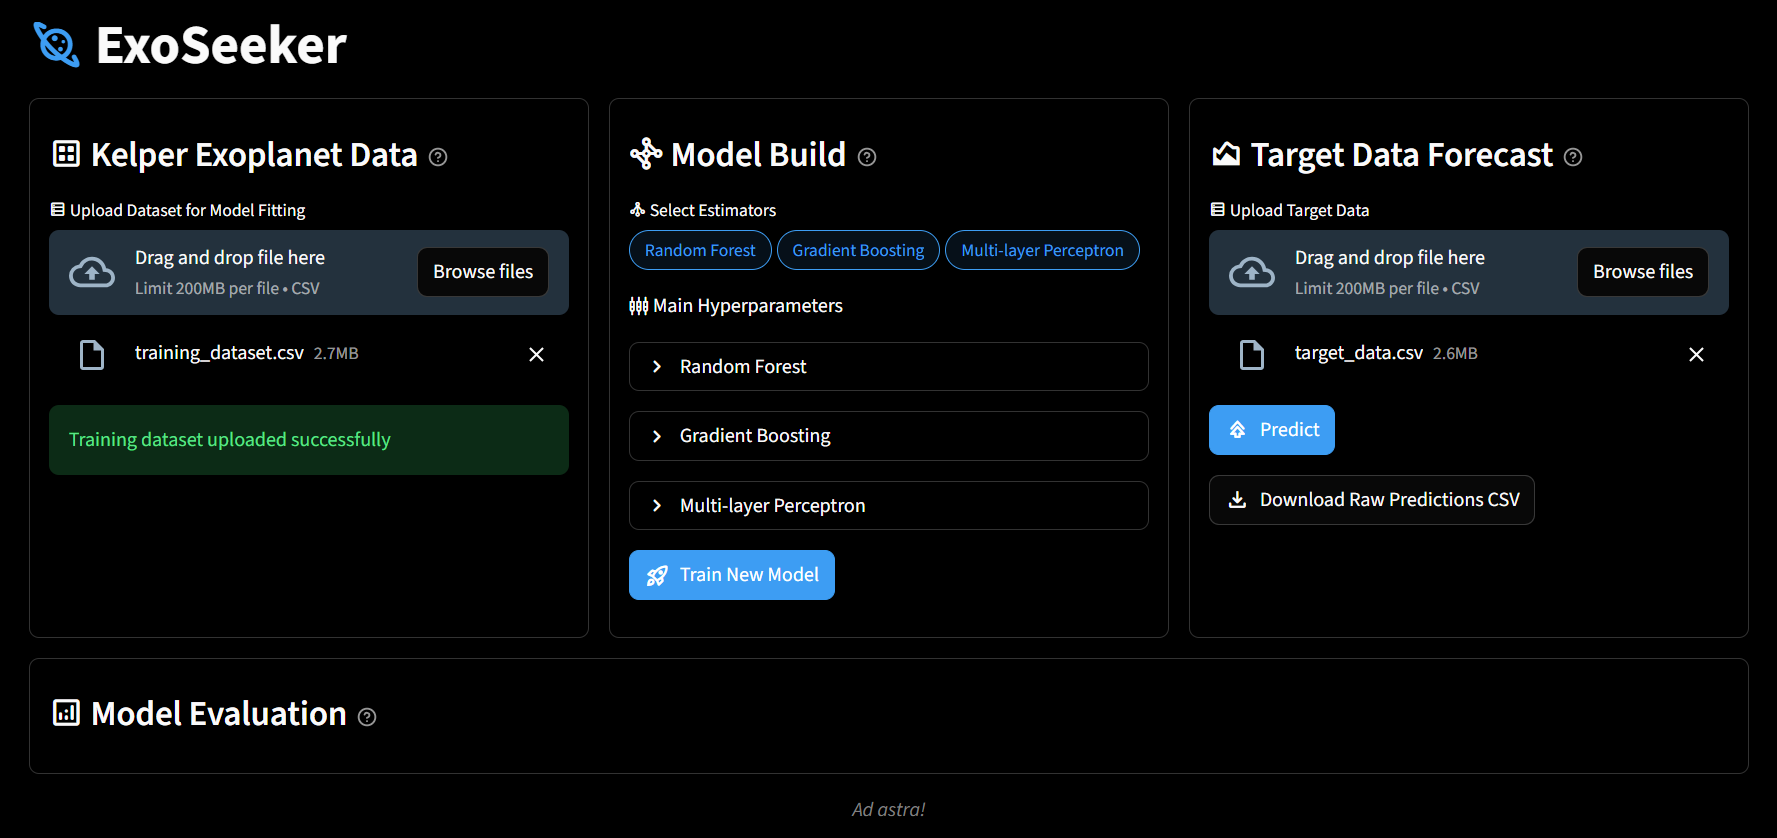 ExoSeeker
Kelper Exoplanet Data
Upload Dataset for Model Fitting
Drag and drop file here
Limit 200MB per file • CSV
Browse files
training_dataset.csv 2.7MB
Training dataset uploaded successfully
Model Build
Select Estimators
Random Forest
Gradient Boosting
Multi-layer Perceptron
Main Hyperparameters
Random Forest
Gradient Boosting
Multi-layer Perceptron
Train New Model
Target Data Forecast
Upload Target Data
Drag and drop file here
Limit 200MB per file • CSV
Browse files
target_data.csv 2.6MB
Predict
Download Raw Predictions CSV
Model Evaluation
Ad astra!